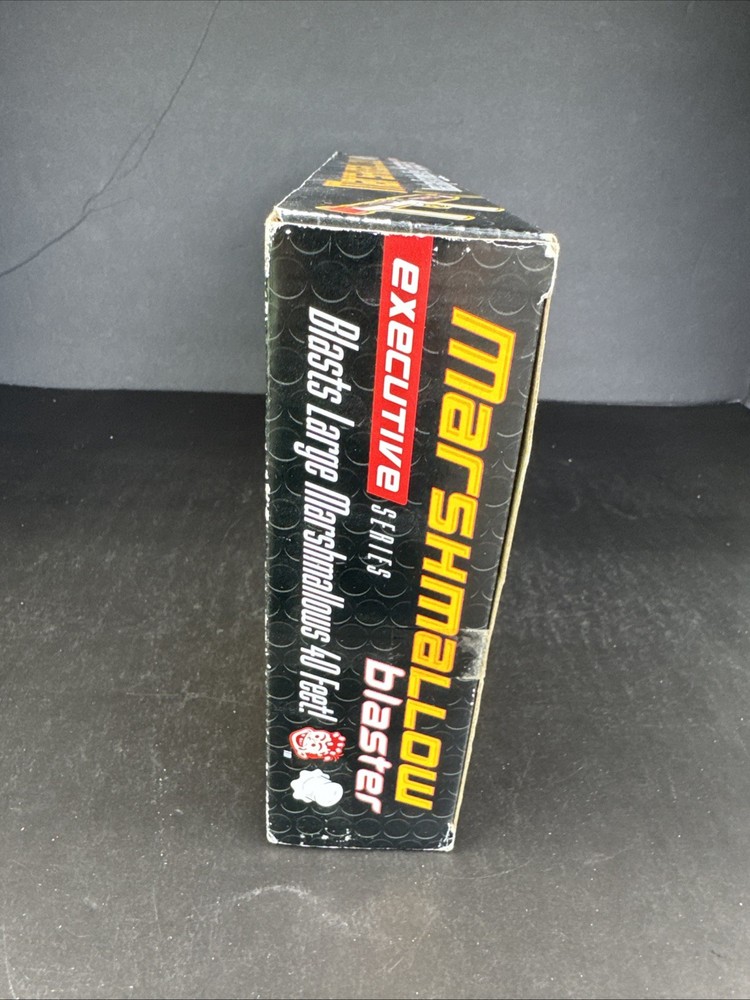 Marshmallow
blaster
executive
SERIES
Blasts Large Marshmallows 40 Feet!